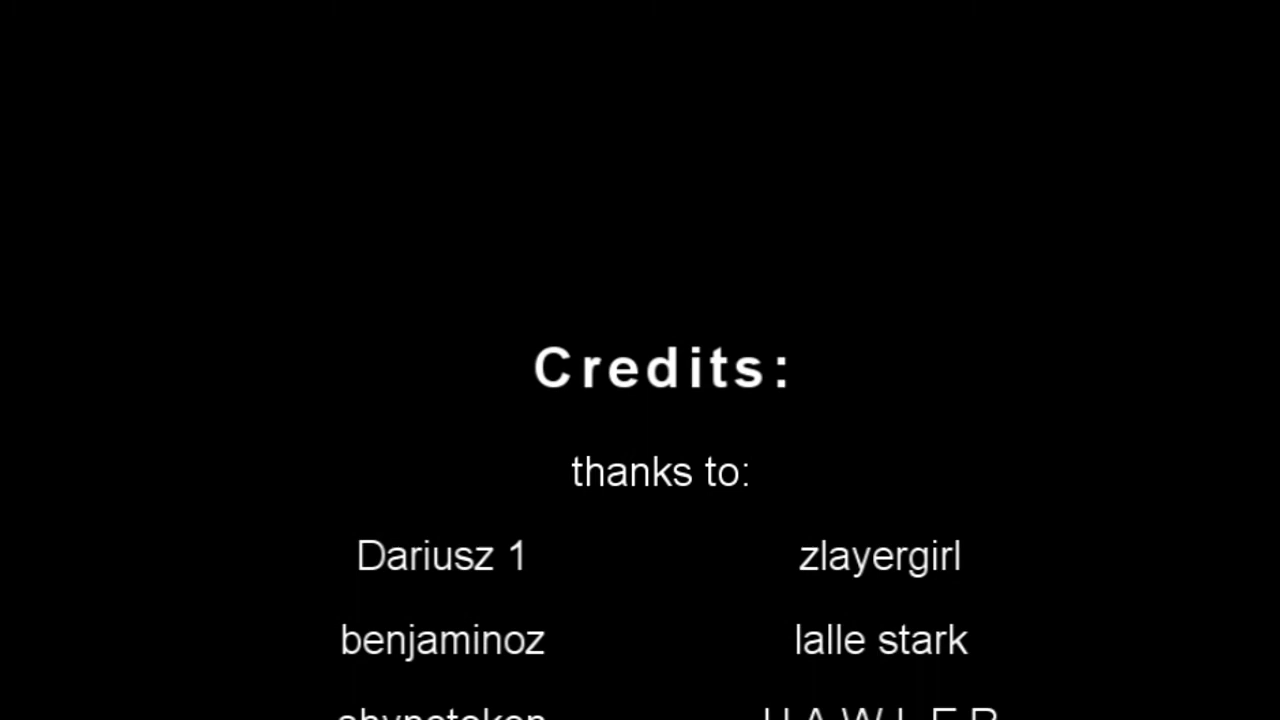 Credits:
thanks to:
Dariusz 1 zlayergirl
benjaminoz lalle stark